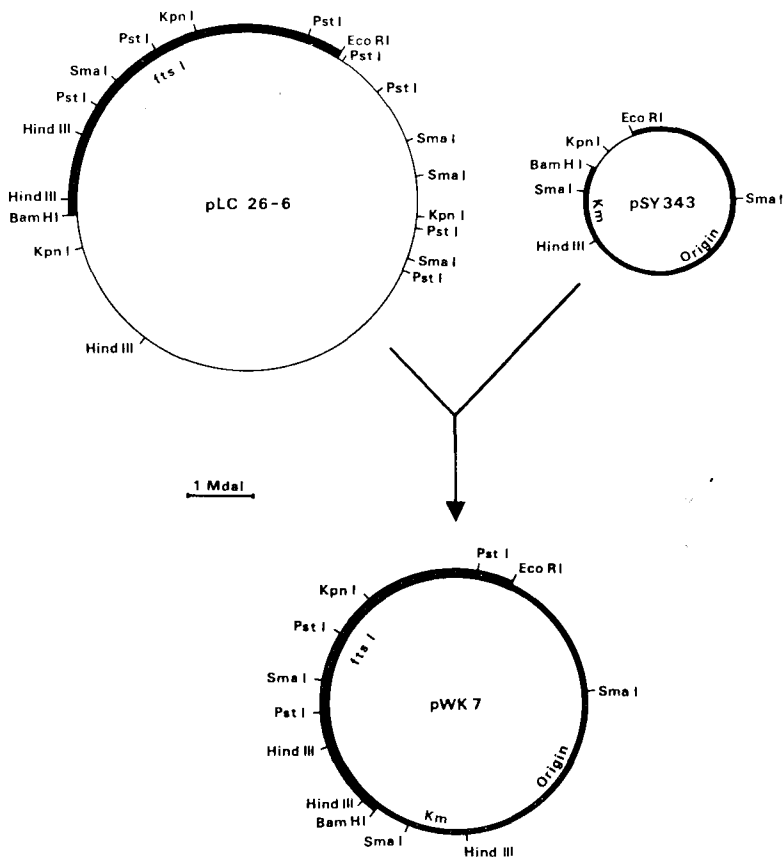 Kpn I
Pst I
Pst I
Eco RI
Sma I
fts I
Pst I
Pst I
Pst I
Hind III
Sma I
Sma I
Hind III
pLC 26-6
Bam HI
Kpn I
Pst I
Kpn I
Sma I
Pst I
Hind III
Eco RI
Kpn I
Bam HI
Sma I
Km
pSY 343
Sma I
Hind III
Origin
1 Mdal
Pst I
Eco RI
Kpn I
Pst I
fts I
Sma I
Sma I
Pst I
pWK 7
Hind III
Origin
Hind III
Bam HI
Km
Sma I
Hind III